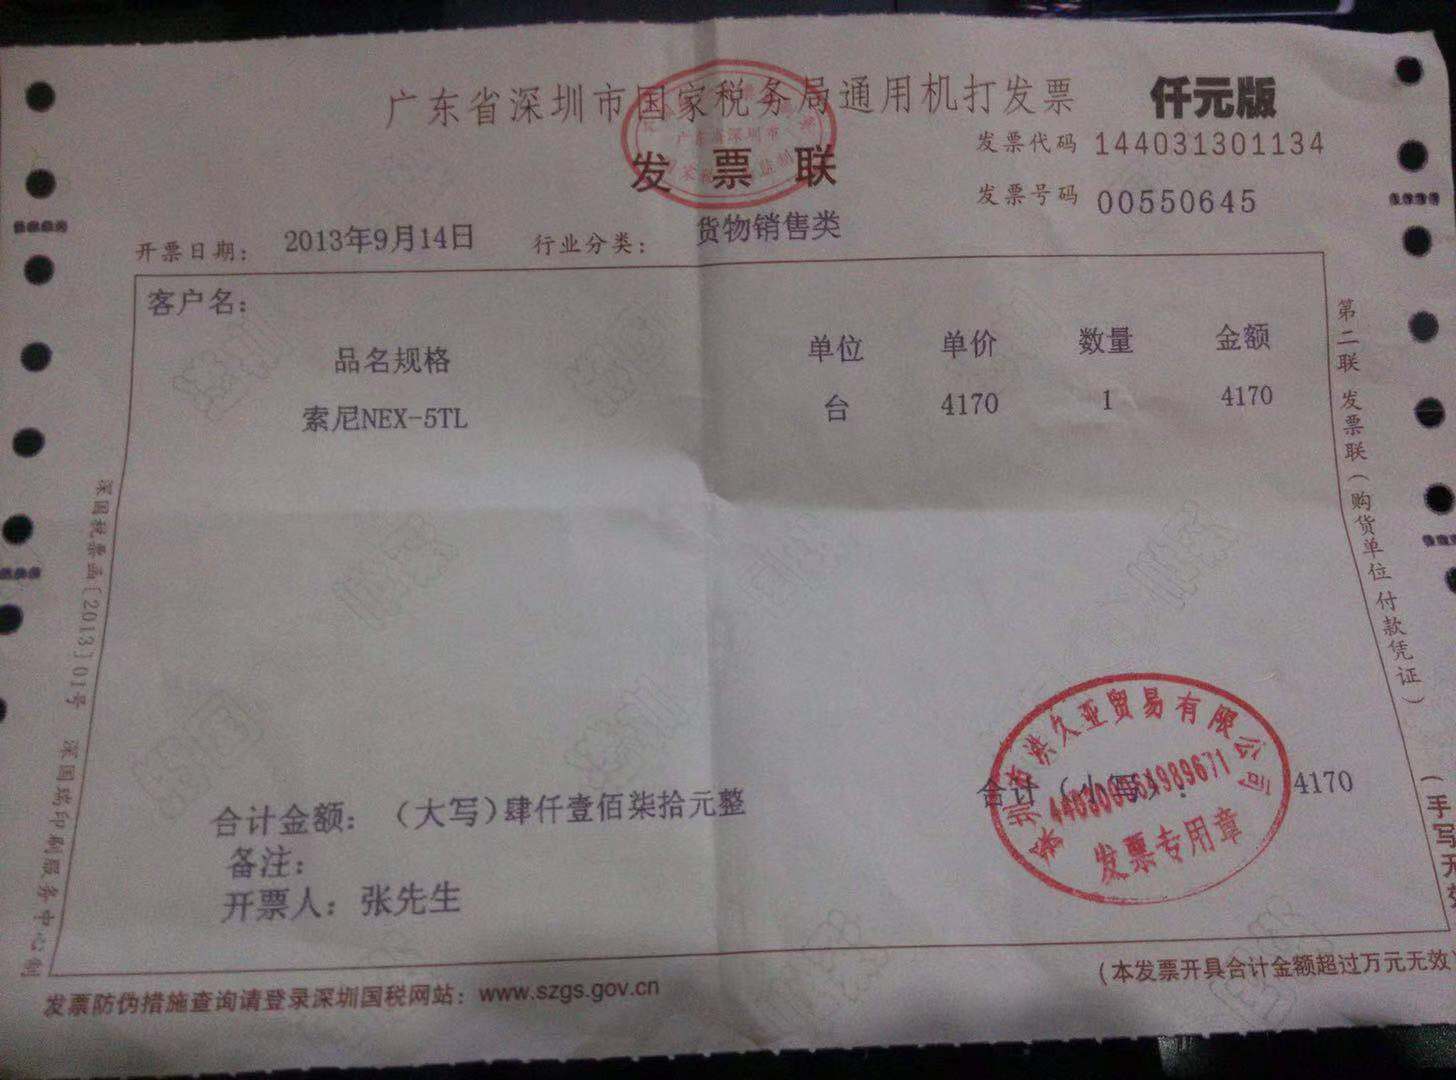 广东省深圳市国家税务局通用机打发票
仟元版
发票联
发票代码 144031301134
发票号码 00550645
开票日期： 2013年9月14日 行业分类： 货物销售类
客户名：
品名规格 单位 单价 数量 金额
索尼NEX-5TL 台 4170 1 4170
合计金额：（大写）肆仟壹佰柒拾元整 合计（小写）： 4170
备注：
开票人：张先生
洪久亚贸易有限公司
发票专用章
第二联 发票联（购货单位付款凭证）
（手写无效
深国税票函〔2013〕01号 深国瑞印刷服务中心制
发票防伪措施查询请登录深圳国税网站：www.szgs.gov.cn
（本发票开具合计金额超过万元无效）